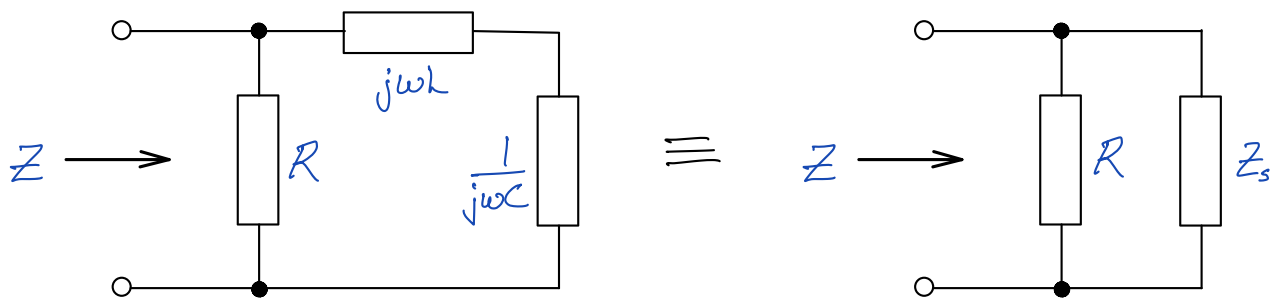 jωL
Z → R 1/jωC ≡ Z → R Zs